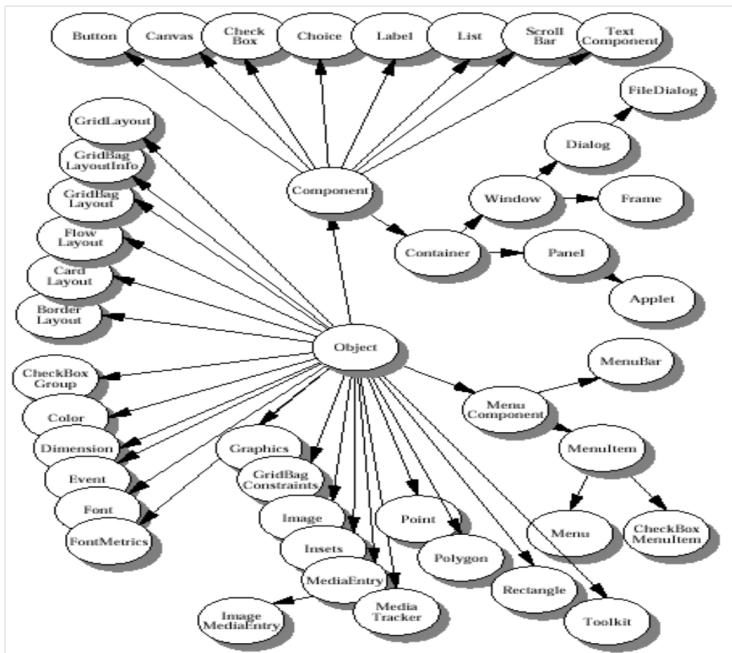 Button
Canvas
Check
Box
Choice
Label
List
Scroll
Bar
Text
Component
FileDialog
GridLayout
Dialog
GridBag
LayoutInfo
Component
Window
Frame
GridBag
Layout
Flow
Layout
Container
Panel
Card
Layout
Applet
Border
Layout
Object
MenuBar
CheckBox
Group
Menu
Component
Color
Dimension
Graphics
MenuItem
Event
GridBag
Constraints
Font
Image
Point
Menu
CheckBox
MenuItem
FontMetrics
Insets
Polygon
MediaEntry
Rectangle
Image
MediaEntry
Media
Tracker
Toolkit